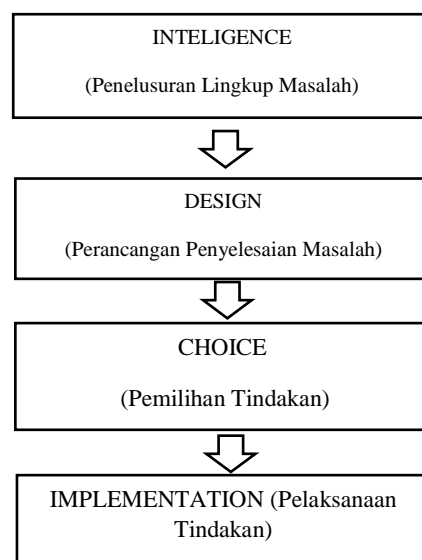 INTELIGENCE
(Penelusuran Lingkup Masalah)
DESIGN
(Perancangan Penyelesaian Masalah)
CHOICE
(Pemilihan Tindakan)
IMPLEMENTATION (Pelaksanaan
Tindakan)